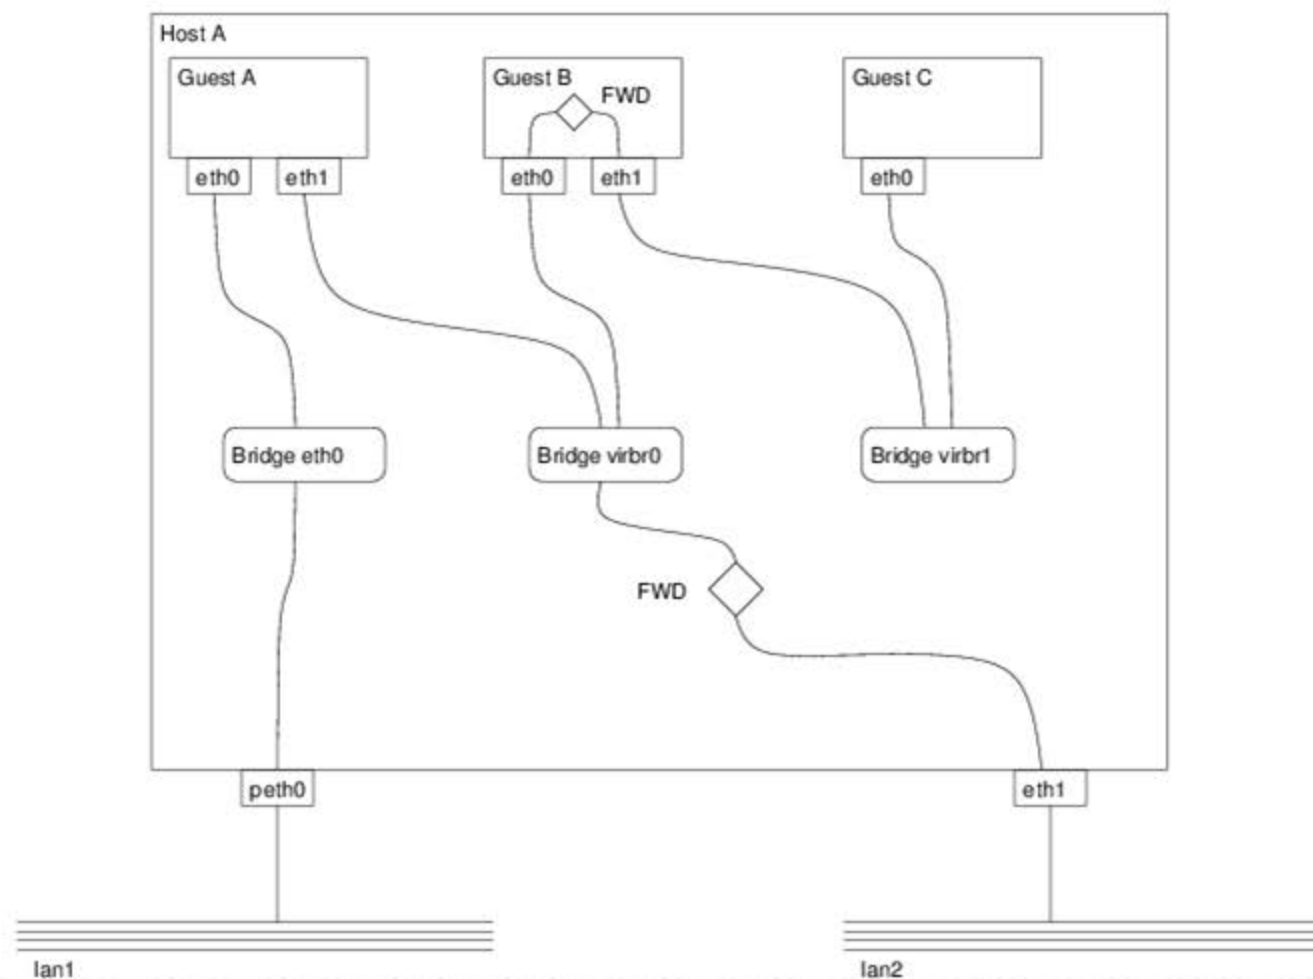 Host A
Guest A
Guest B
FWD
Guest C
eth0
eth1
eth0
eth1
eth0
Bridge eth0
Bridge virbr0
Bridge virbr1
FWD
peth0
eth1
lan1
lan2